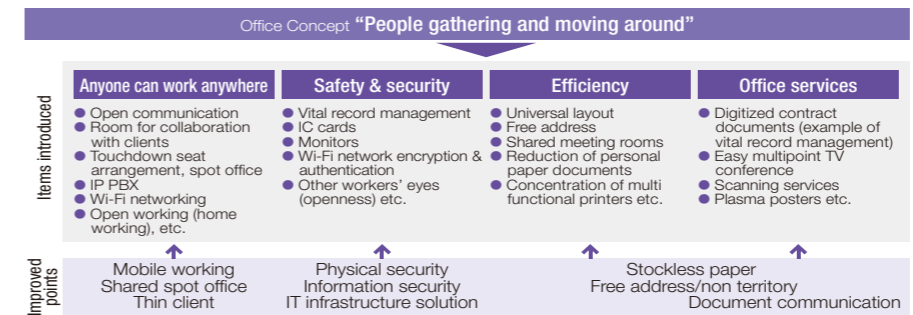 Office Concept “People gathering and moving around”
Items introduced
Anyone can work anywhere
● Open communication
● Room for collaboration
with clients
● Touchdown seat
arrangement, spot office
● IP PBX
● Wi-Fi networking
● Open working (home
working), etc.
Safety & security
● Vital record management
● IC cards
● Monitors
● Wi-Fi network encryption &
authentication
● Other workers’ eyes
(openness) etc.
Efficiency
● Universal layout
● Free address
● Shared meeting rooms
● Reduction of personal
paper documents
● Concentration of multi
functional printers etc.
Office services
● Digitized contract
documents (example of
vital record management)
● Easy multipoint TV
conference
● Scanning services
● Plasma posters etc.
Improved
points
Mobile working
Shared spot office
Thin client
Physical security
Information security
IT infrastructure solution
Stockless paper
Free address/non territory
Document communication